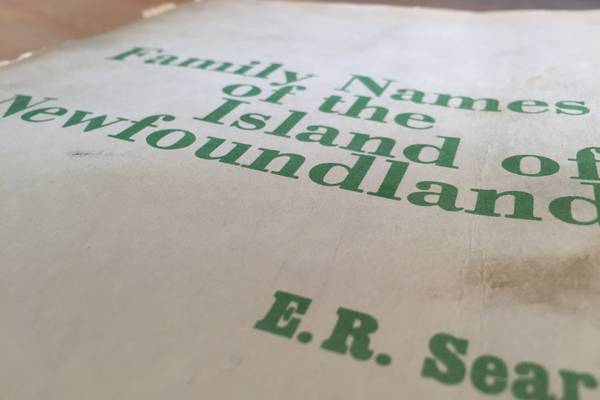 Family Names
of the
Island of
Newfoundland
E.R. Sear